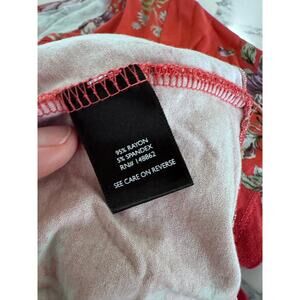 95% RAYON
5% SPANDEX
RN# 148862
SEE CARE ON REVERSE